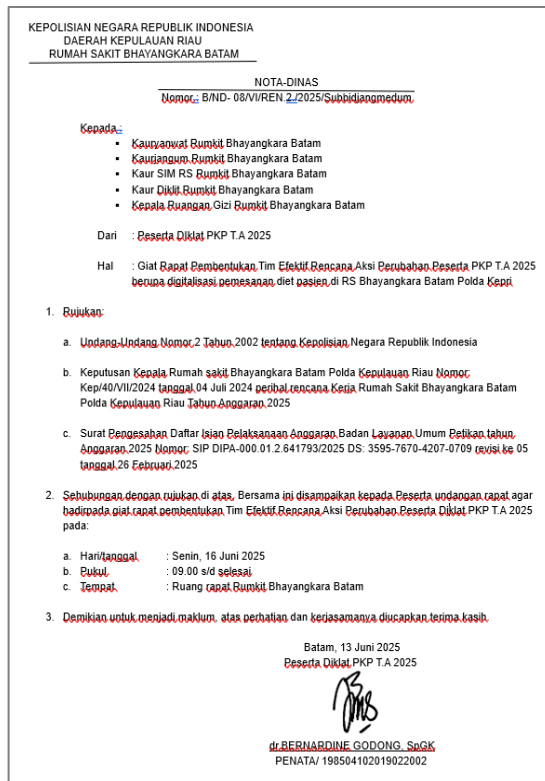 KEPOLISIAN NEGARA REPUBLIK INDONESIA
DAERAH KEPULAUAN RIAU
RUMAH SAKIT BHAYANGKARA BATAM
NOTA-DINAS
Nomor,: B/ND- 08/VI/REN.2./2025/Subbidjangmedum
Kepada :
▪ Kauryanwat Rumkit Bhayangkara Batam
▪ Kaurjangum Rumkit Bhayangkara Batam
▪ Kaur SIM RS Rumkit Bhayangkara Batam
▪ Kaur Diklit Rumkit Bhayangkara Batam
▪ Kepala Ruangan Gizi Rumkit Bhayangkara Batam
Dari : Peserta DIklat PKP T.A 2025
Hal : Giat Rapat Pembentukan Tim Efektif Rencana Aksi Perubahan Peserta PKP T.A 2025
berupa digitalisasi pemesanan diet pasien di RS Bhayangkara Batam Polda Kepri
1. Rujukan:
a. Undang-Undang Nomor 2 Tahun 2002 tentang Kepolisian Negara Republik Indonesia
b. Keputusan Kepala Rumah sakit Bhayangkara Batam Polda Kepulauan Riau Nomor:
Kep/40/VII/2024 tanggal 04 Juli 2024 perihal rencana Kerja Rumah Sakit Bhayangkara Batam
Polda Kepulauan Riau Tahun Anggaran 2025
c. Surat Pengesahan Daftar Isian Pelaksanaan Anggaran Badan Layanan Umum Petikan tahun
Anggaran 2025 Nomor: SIP DIPA-000.01.2.641793/2025 DS: 3595-7670-4207-0709 revisi ke 05
tanggal 26 Februari 2025
2. Sehubungan dengan rujukan di atas, Bersama ini disampaikan kepada Peserta undangan rapat agar
hadirpada giat rapat pembentukan Tim Efektif Rencana Aksi Perubahan Peserta Diklat PKP T.A 2025
pada:
a. Hari/tanggal : Senin, 16 Juni 2025
b. Pukul : 09.00 s/d selesai
c. Tempat : Ruang rapat Rumkit Bhayangkara Batam
3. Demikian untuk menjadi maklum, atas perhatian dan kerjasamanya diucapkan terima kasih.
Batam, 13 Juni 2025
Peserta Diklat PKP T.A 2025
dr.BERNARDINE GODONG, SpGK
PENATA/ 198504102019022002